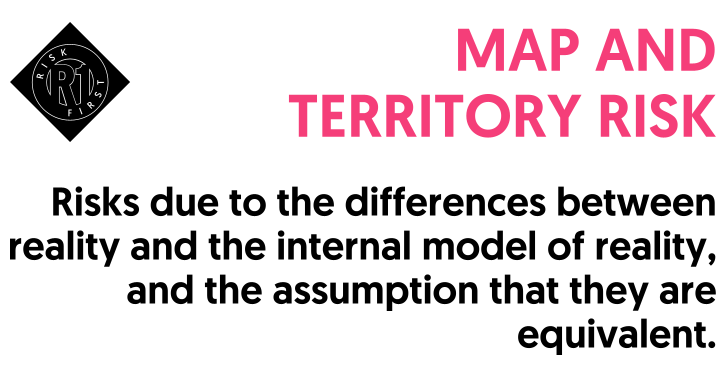 RISK
R1
FIRST
MAP AND
TERRITORY RISK
Risks due to the differences between
reality and the internal model of reality,
and the assumption that they are
equivalent.